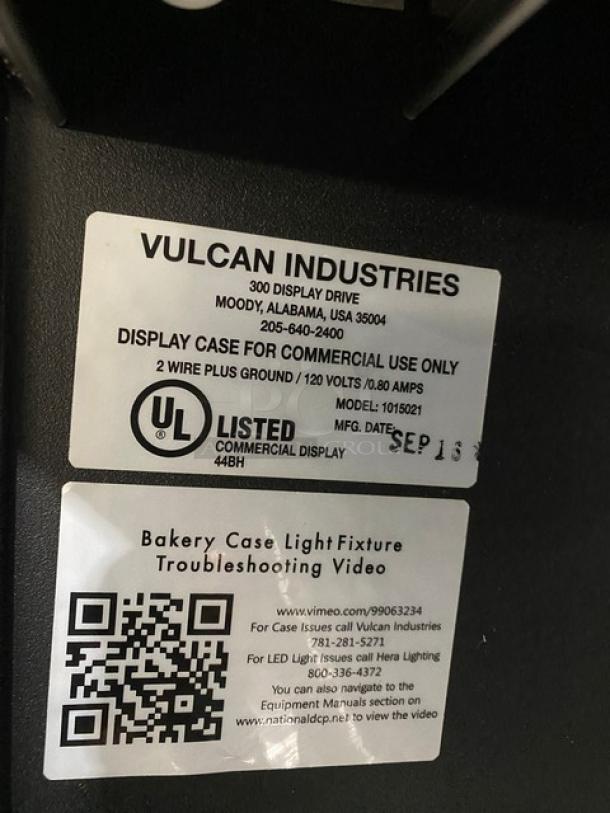 VULCAN INDUSTRIES
300 DISPLAY DRIVE
MOODY, ALABAMA, USA 35004
205-640-2400
DISPLAY CASE FOR COMMERCIAL USE ONLY
2 WIRE PLUS GROUND / 120 VOLTS /0.80 AMPS
MODEL: 1015021
MFG. DATE: SEP 13
UL ® LISTED
COMMERCIAL DISPLAY
44BH
Bakery Case Light Fixture
Troubleshooting Video
www.vimeo.com/99063234
For Case Issues call Vulcan Industries
781-281-5271
For LED Light Issues call Hera Lighting
800-336-4372
You can also navigate to the
Equipment Manuals section on
www.nationaldcp.net to view the video